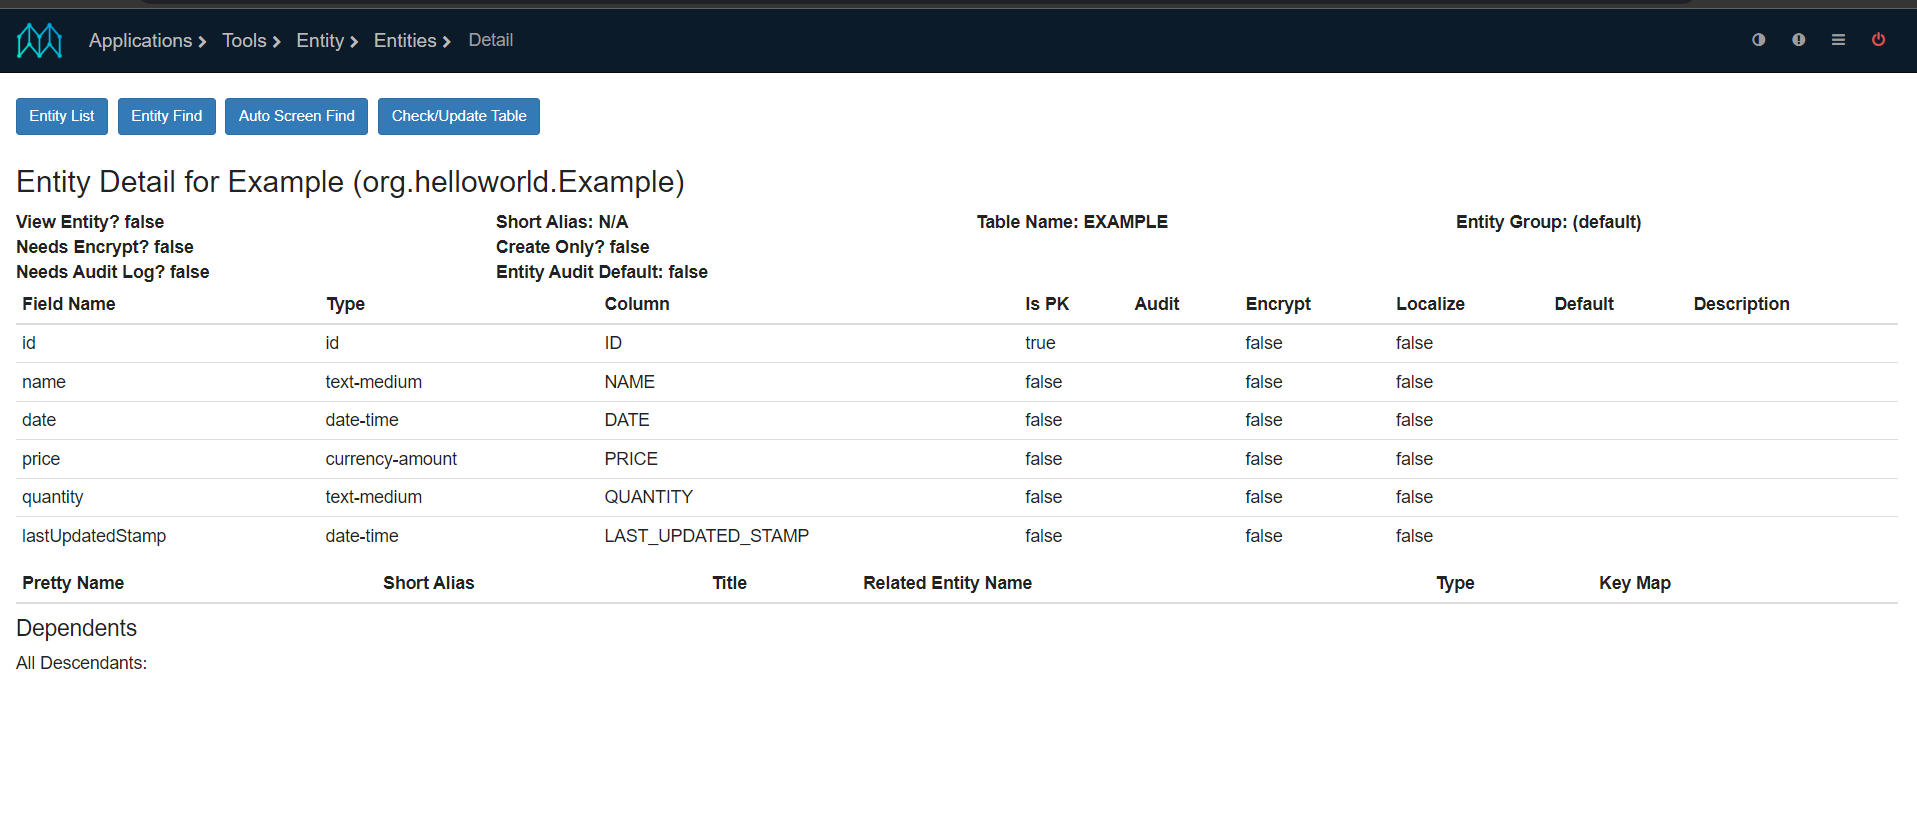 Applications Tools Entity Entities Detail
Entity List Entity Find Auto Screen Find Check/Update Table
Entity Detail for Example (org.helloworld.Example)
View Entity? false Short Alias: N/A Table Name: EXAMPLE Entity Group: (default)
Needs Encrypt? false Create Only? false
Needs Audit Log? false Entity Audit Default: false
Field Name Type Column Is PK Audit Encrypt Localize Default Description
id id ID true false false
name text-medium NAME false false false
date date-time DATE false false false
price currency-amount PRICE false false false
quantity text-medium QUANTITY false false false
lastUpdatedStamp date-time LAST_UPDATED_STAMP false false false
Pretty Name Short Alias Title Related Entity Name Type Key Map
Dependents
All Descendants: